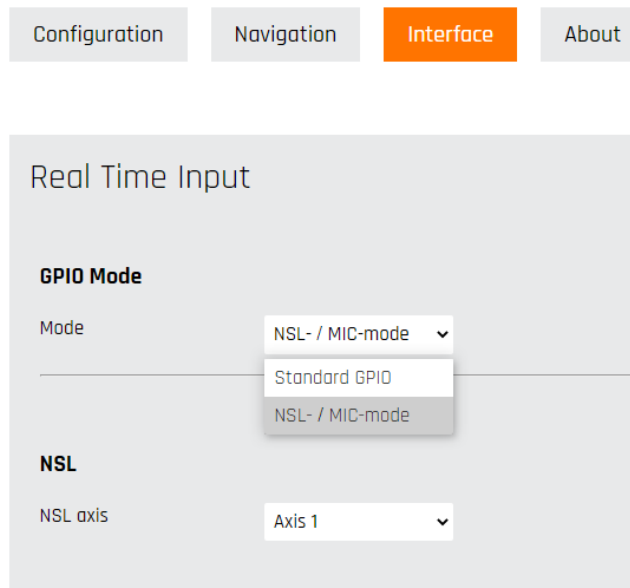 Configuration Navigation Interface About
Real Time Input
GPIO Mode
Mode NSL- / MIC-mode
Standard GPIO
NSL- / MIC-mode
NSL
NSL axis Axis 1